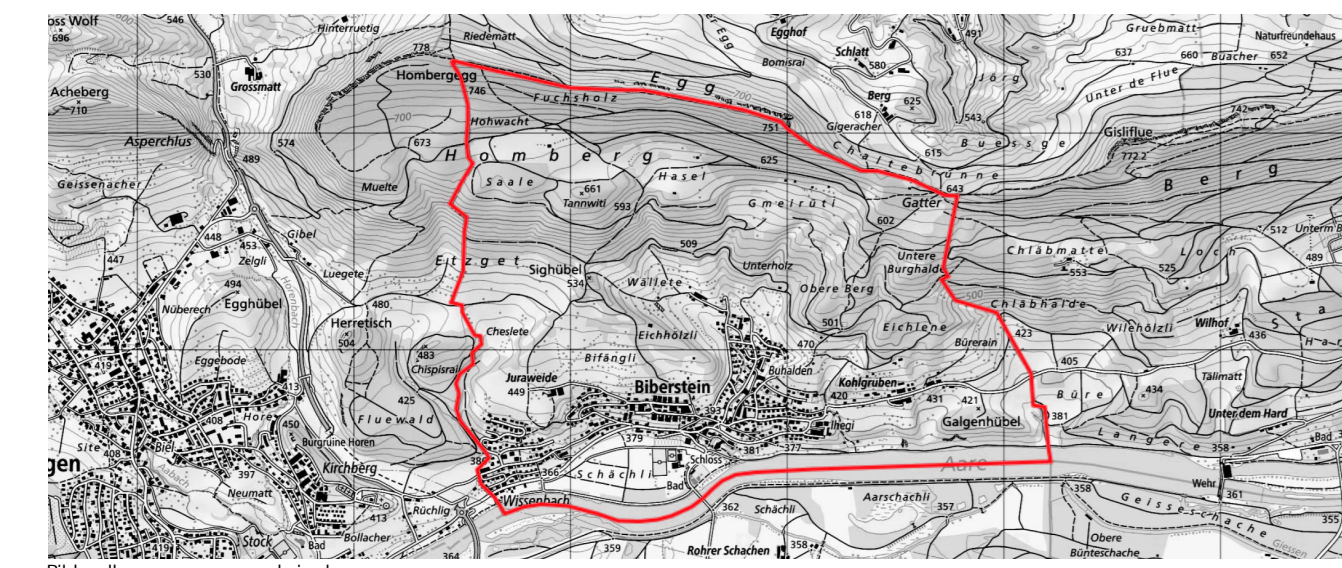 oss Wolf
696
546
Hinterruetig
778
Riedematt
Egg
Egghof
Bomisrai
Schlatt
580
491
Gruebmatt
637
660
Buacher
652
Naturfreundehaus
530
Grossmatt
Hombergegg
746
E g g
700
Jörg
Unter de Flue
Acheberg
710
700
Fuchsholz
Berg
625
742
Asperchlus
574
Hohwacht
751
618
Gigeracher
543
Gisliflue
489
673
H o m b e r g
625
Chaltebrunne
615
Buessge
772.2
Geissenacher
Muelte
Saale
661
Tannwiti
Hasel
643
B e r g
593
Gmeirüti
Gatter
602
448
453
Zelgli
Gibel
509
Chläbmatte
512
Unterm B
447
Eitzget
Sighübel
534
Unterholz
Untere
Burghalde
553
525
Loch
489
494
Egghübel
Luegete
Wällete
Obere Berg
500
Nüberech
480
Chläbhalde
Herretisch
504
Cheslete
Eichhölzli
501
Eichlene
423
Wilehölzli
Wilhof
436
S t a
Eggebode
483
Chispisrai
Bifängli
470
Bürerain
405
H a r
419
413
Juraweide
449
Buhalden
Kohlgruben
Talimatt
425
Biberstein
420
431
421
Büre
434
408
Hore
Fluewald
393
Ihegi
Galgenhübel
381
Unter dem Hard
450
Site
408
Biel
Burgruine Horen
379
381
377
Langere
358
Bad
gen
397
Kirchberg
366
Schächli
Schloss
Aare
Neumatt
Bad
Wehr
361
Wissenbach
358
413
Rüchlig
362
Schächli
Aarschächli
357
Geisseschache
Stock
Bad
Bollacher
364
359
Rohrer Schachen
358
Obere
Bünteschache
355
Giessen